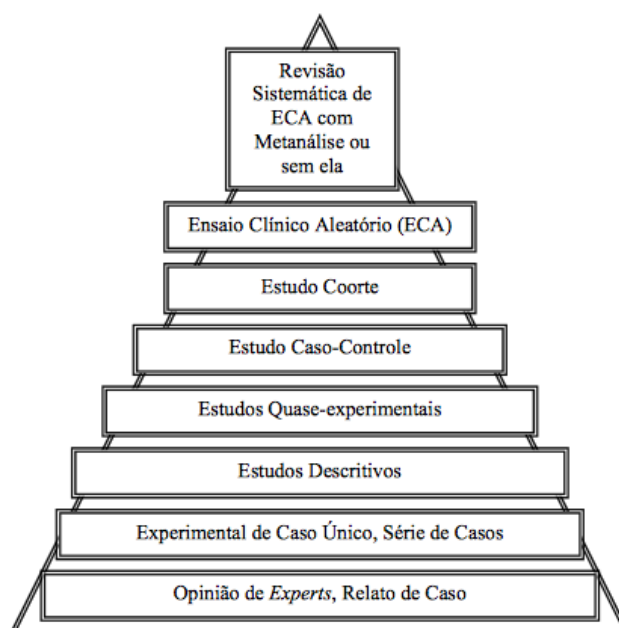 Revisão
Sistemática de
ECA com
Metanálise ou
sem ela
Ensaio Clínico Aleatório (ECA)
Estudo Coorte
Estudo Caso-Controle
Estudos Quase-experimentais
Estudos Descritivos
Experimental de Caso Único, Série de Casos
Opinião de Experts, Relato de Caso